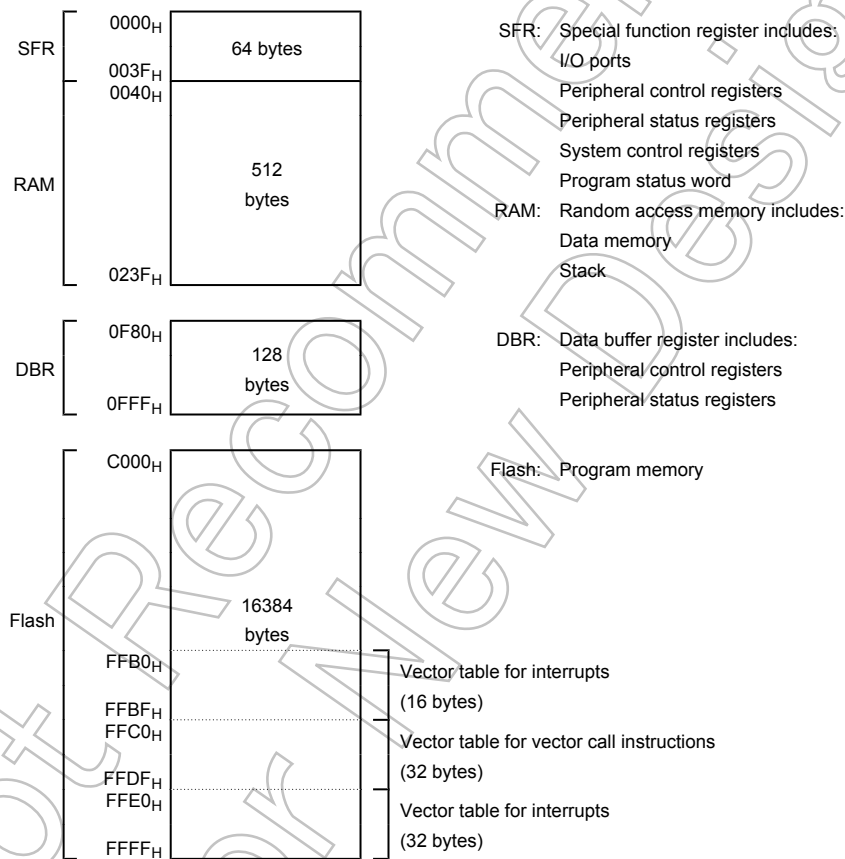 0000H
SFR
64 bytes
003FH
0040H
RAM
512
bytes
023FH
SFR: Special function register includes:
I/O ports
Peripheral control registers
Peripheral status registers
System control registers
Program status word
RAM: Random access memory includes:
Data memory
Stack
0F80H
DBR
128
bytes
0FFFH
DBR: Data buffer register includes:
Peripheral control registers
Peripheral status registers
C000H
Flash: Program memory
Flash
16384
bytes
FFB0H
Vector table for interrupts
(16 bytes)
FFBFH
FFC0H
Vector table for vector call instructions
(32 bytes)
FFDFH
FFE0H
Vector table for interrupts
(32 bytes)
FFFFH